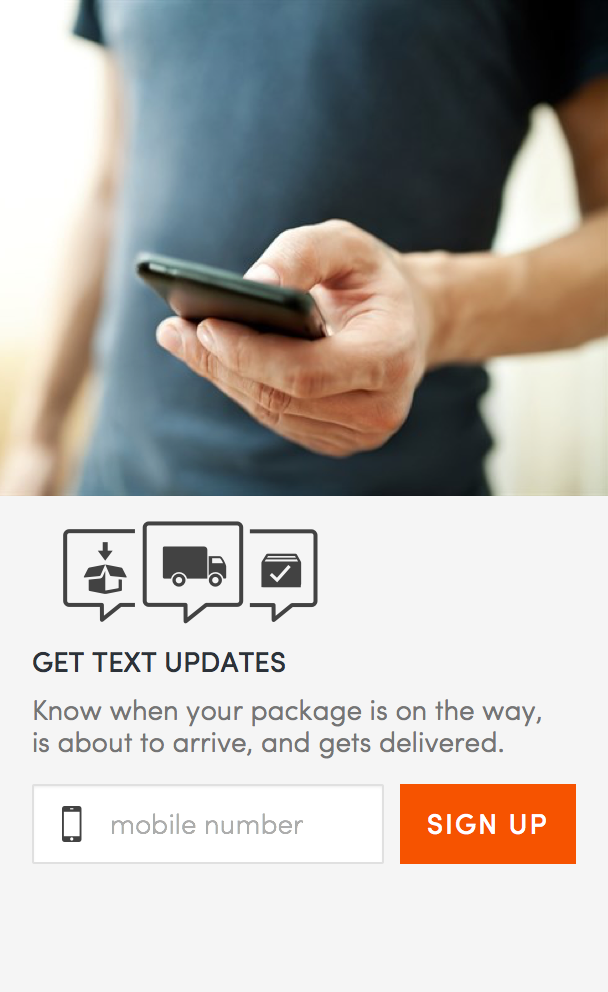 GET TEXT UPDATES
Know when your package is on the way,
is about to arrive, and gets delivered.
mobile number
SIGN UP